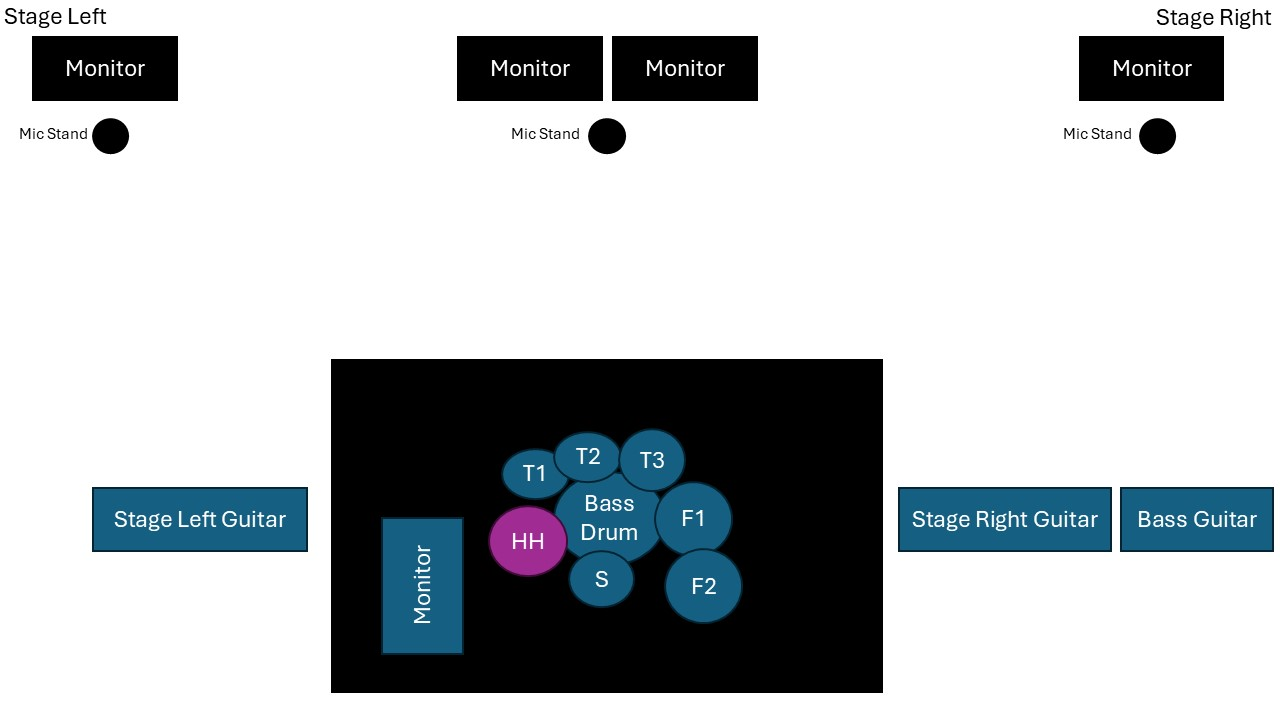 Stage Left
Stage Right
Monitor
Monitor
Monitor
Monitor
Mic Stand
Mic Stand
Mic Stand
T1
T2
T3
Bass
Drum
F1
HH
S
F2
Monitor
Stage Left Guitar
Stage Right Guitar
Bass Guitar